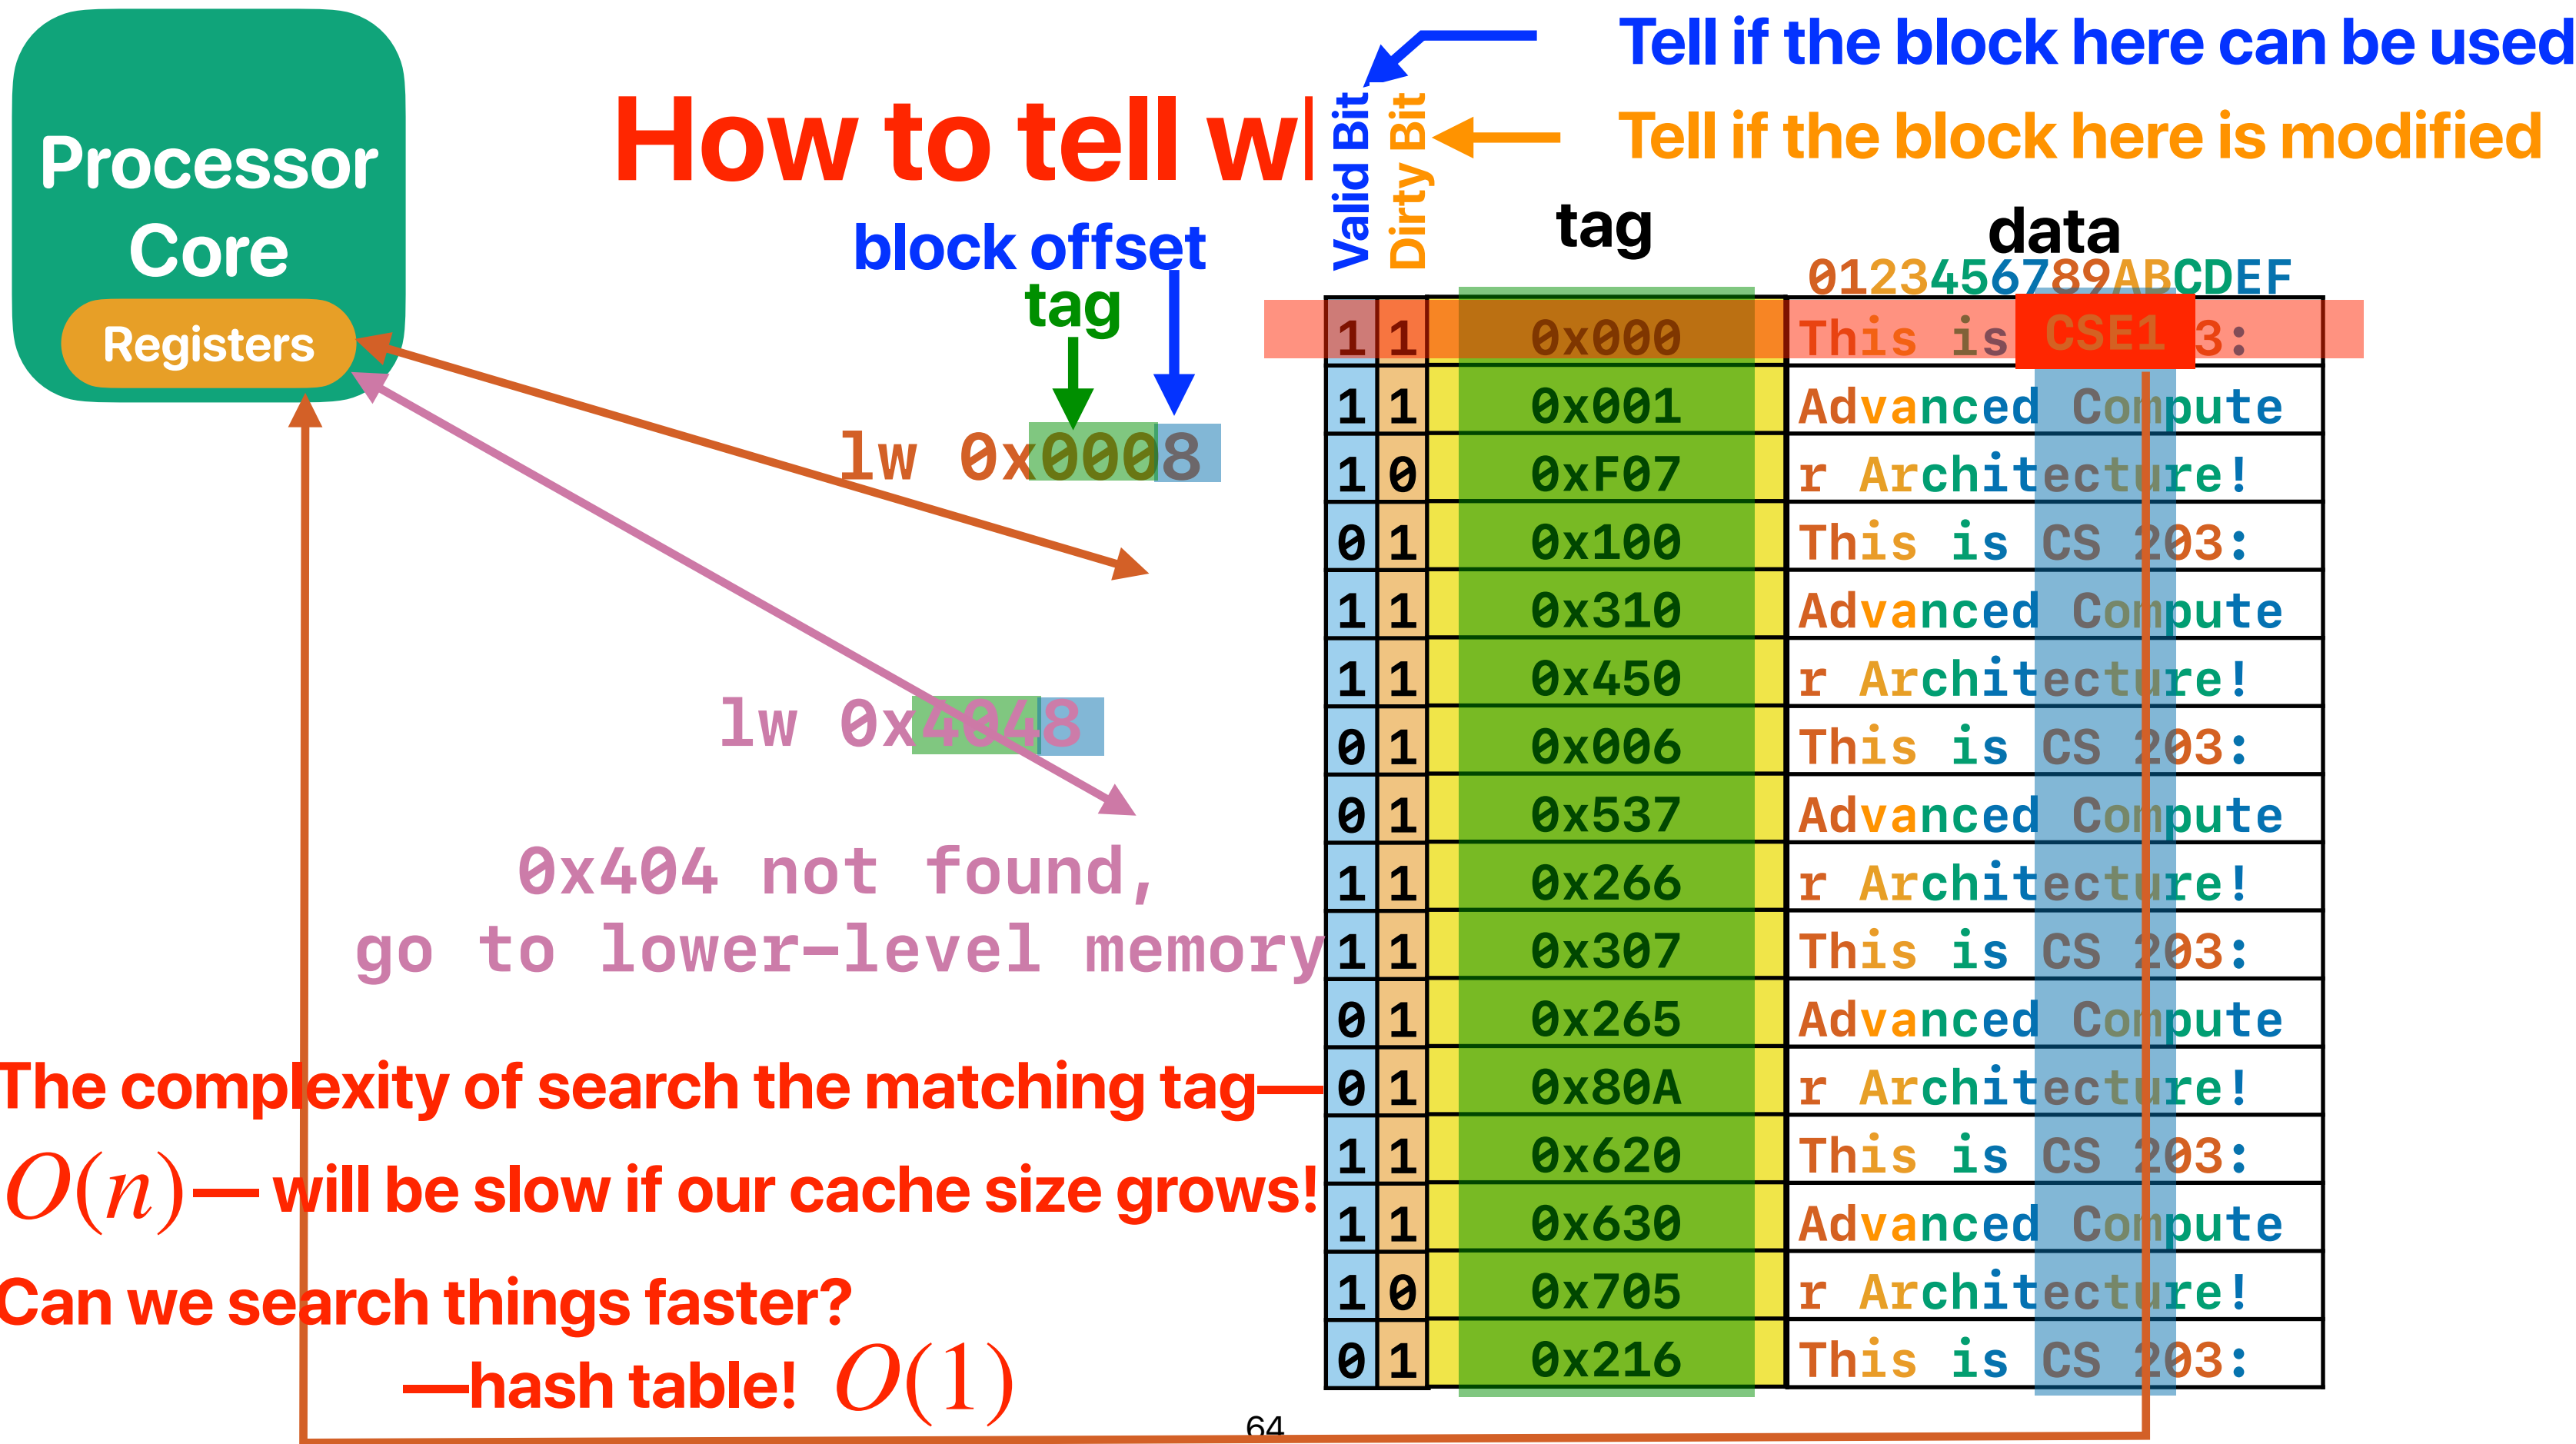 Processor
Core
Registers
How to tell
block offset
tag
lw 0x0008
lw 0x4048
0x404 not found,
go to lower-level memory
The complexity of search the matching tag—
O(n)— will be slow if our cache size grows!
Can we search things faster?
—hash table! O(1)
Tell if the block here can be used
Tell if the block here is modified
Valid Bit
Dirty Bit
tag
data
0123456789ABCDEF
1 1 0x000 This is CSE1 3:
1 1 0x001 Advanced Compute
1 0 0xF07 r Architecture!
0 1 0x100 This is CS 203:
1 1 0x310 Advanced Compute
1 1 0x450 r Architecture!
0 1 0x006 This is CS 203:
0 1 0x537 Advanced Compute
1 1 0x266 r Architecture!
1 1 0x307 This is CS 203:
0 1 0x265 Advanced Compute
0 1 0x80A r Architecture!
1 1 0x620 This is CS 203:
1 1 0x630 Advanced Compute
1 0 0x705 r Architecture!
0 1 0x216 This is CS 203:
64